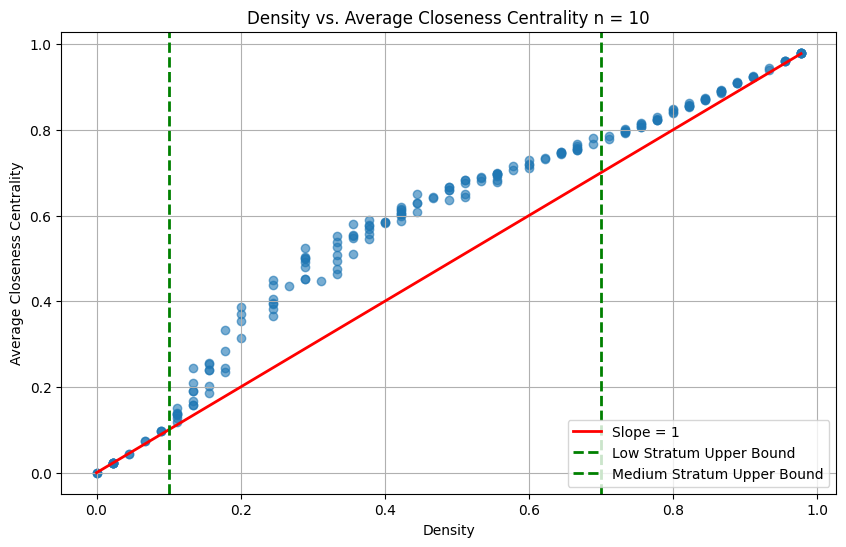 Density vs. Average Closeness Centrality n = 10
Average Closeness Centrality
1.0
0.8
0.6
0.4
0.2
0.0
0.0
0.2
0.4
0.6
0.8
1.0
Density
Slope = 1
Low Stratum Upper Bound
Medium Stratum Upper Bound